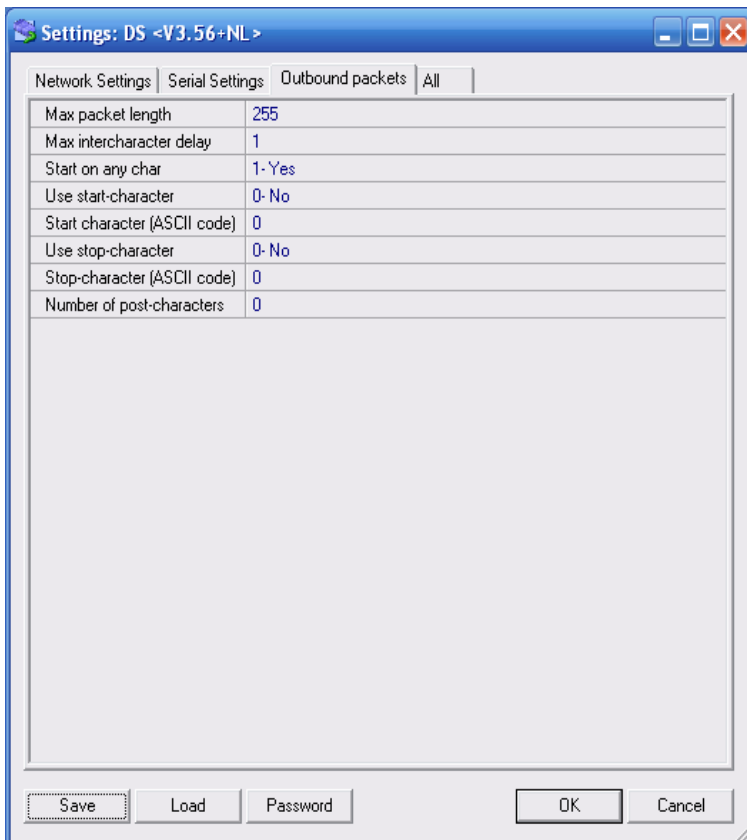 Settings: DS <V3.56+NL>
Network Settings Serial Settings Outbound packets All
Max packet length 255
Max intercharacter delay 1
Start on any char 1- Yes
Use start-character 0- No
Start character (ASCII code) 0
Use stop-character 0- No
Stop-character (ASCII code) 0
Number of post-characters 0
Save Load Password OK Cancel